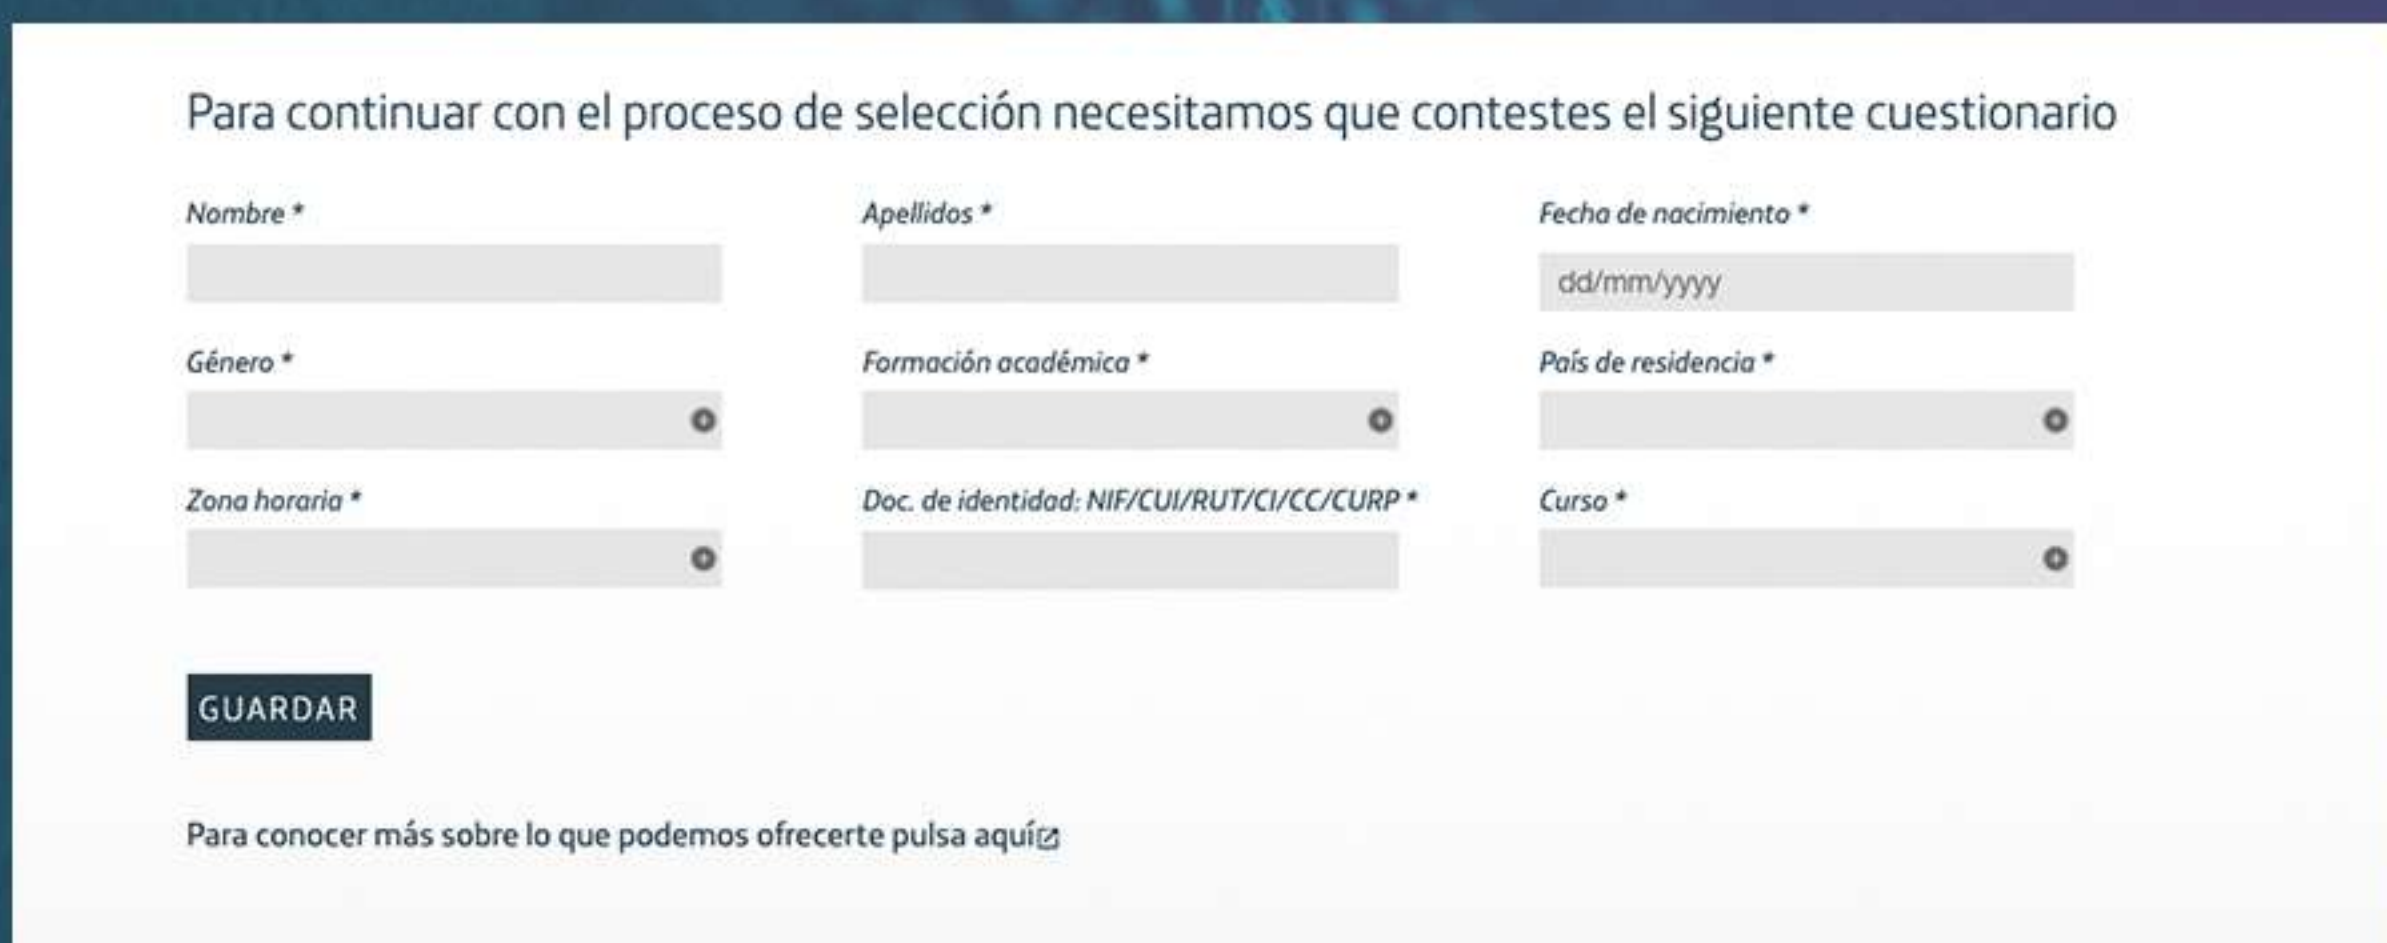 Para continuar con el proceso de selección necesitamos que contestes el siguiente cuestionario
Nombre *
Apellidos *
Fecha de nacimiento *
dd/mm/yyyy
Género *
Formación académica *
País de residencia *
Zona horaria *
Doc. de identidad: NIF/CUI/RUT/CI/CC/CURP *
Curso *
GUARDAR
Para conocer más sobre lo que podemos ofrecerte pulsa aquí